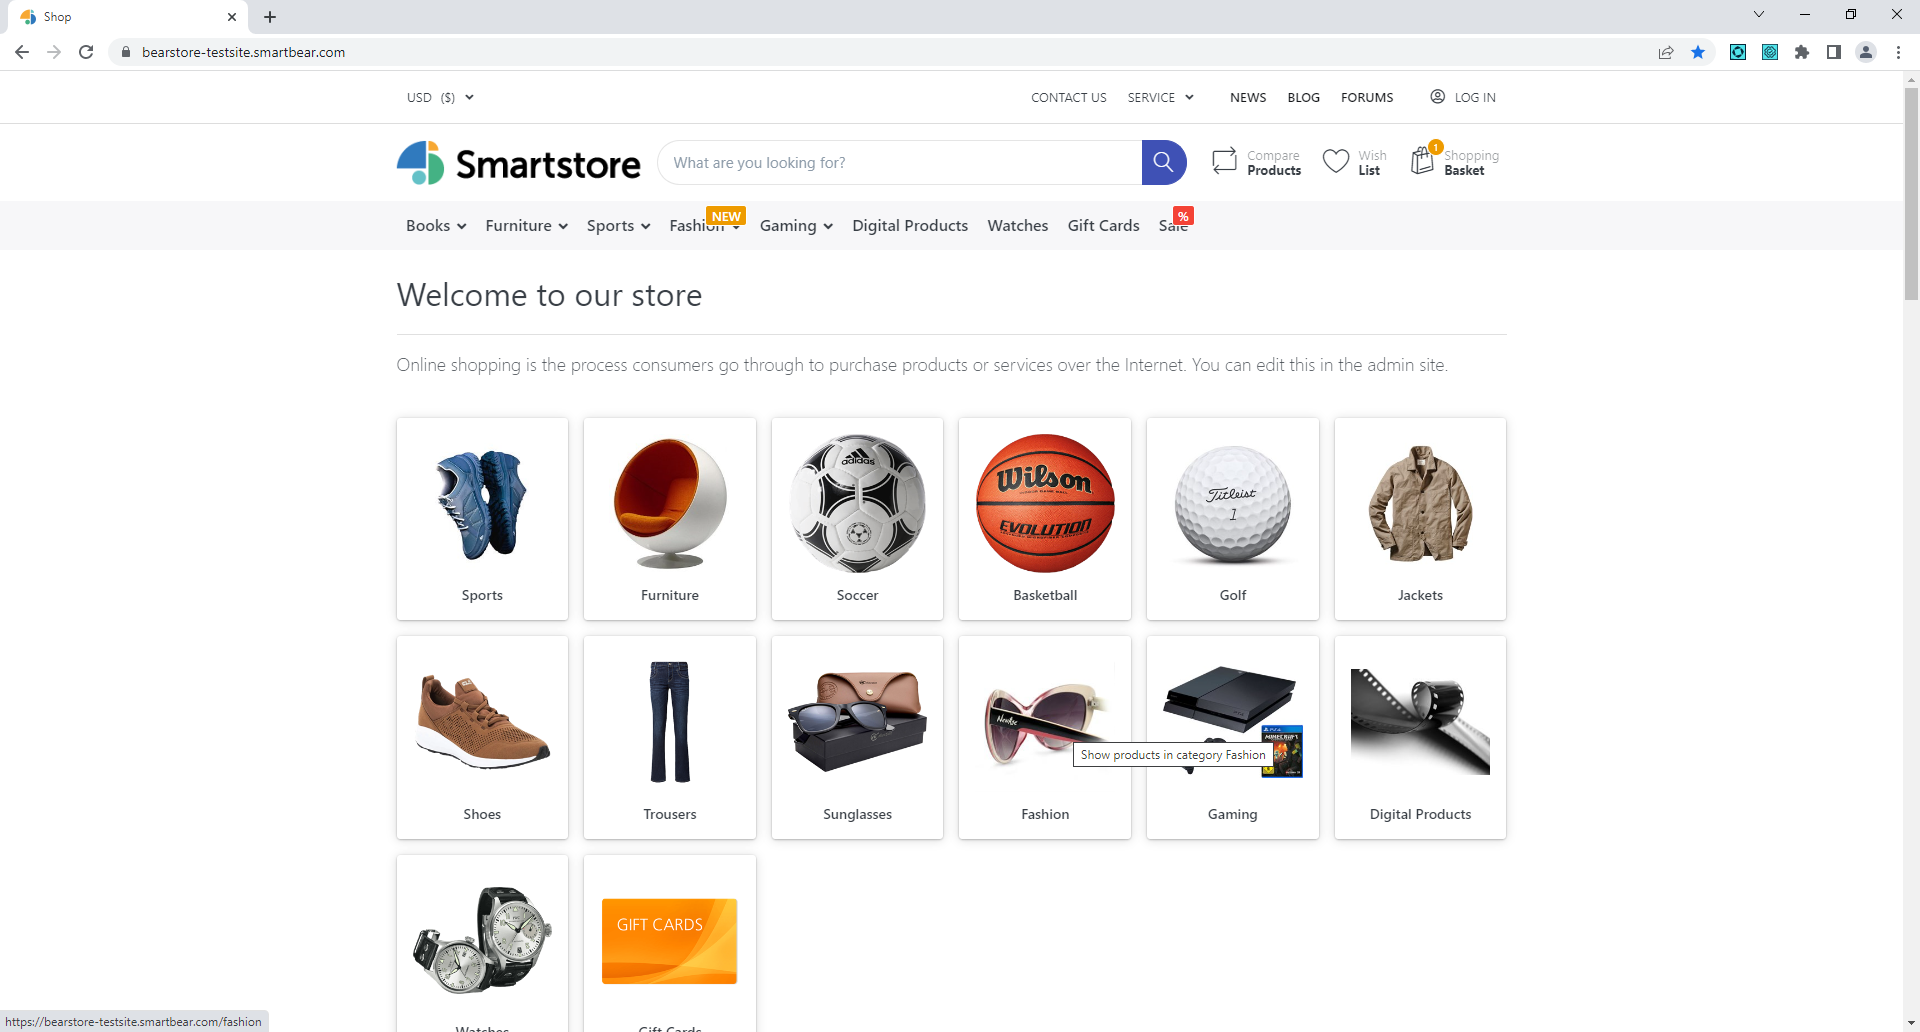 Shop
bearstore-testsite.smartbear.com
USD ($)
CONTACT US
SERVICE
NEWS
BLOG
FORUMS
LOG IN
Smartstore
What are you looking for?
Compare
Products
Wish
List
1
Shopping
Basket
Books
Furniture
Sports
Fashion
NEW
Gaming
Digital Products
Watches
Gift Cards
Sale
%
Welcome to our store
Online shopping is the process consumers go through to purchase products or services over the Internet. You can edit this in the admin site.
adidas
Wilson
EVOLUTION
Titleist
1
Sports
Furniture
Soccer
Basketball
Golf
Jackets
PS4
MINECRAFT
Show products in category Fashion
Shoes
Trousers
Sunglasses
Fashion
Gaming
Digital Products
GIFT CARDS
Watches
Gift Cards
https://bearstore-testsite.smartbear.com/fashion